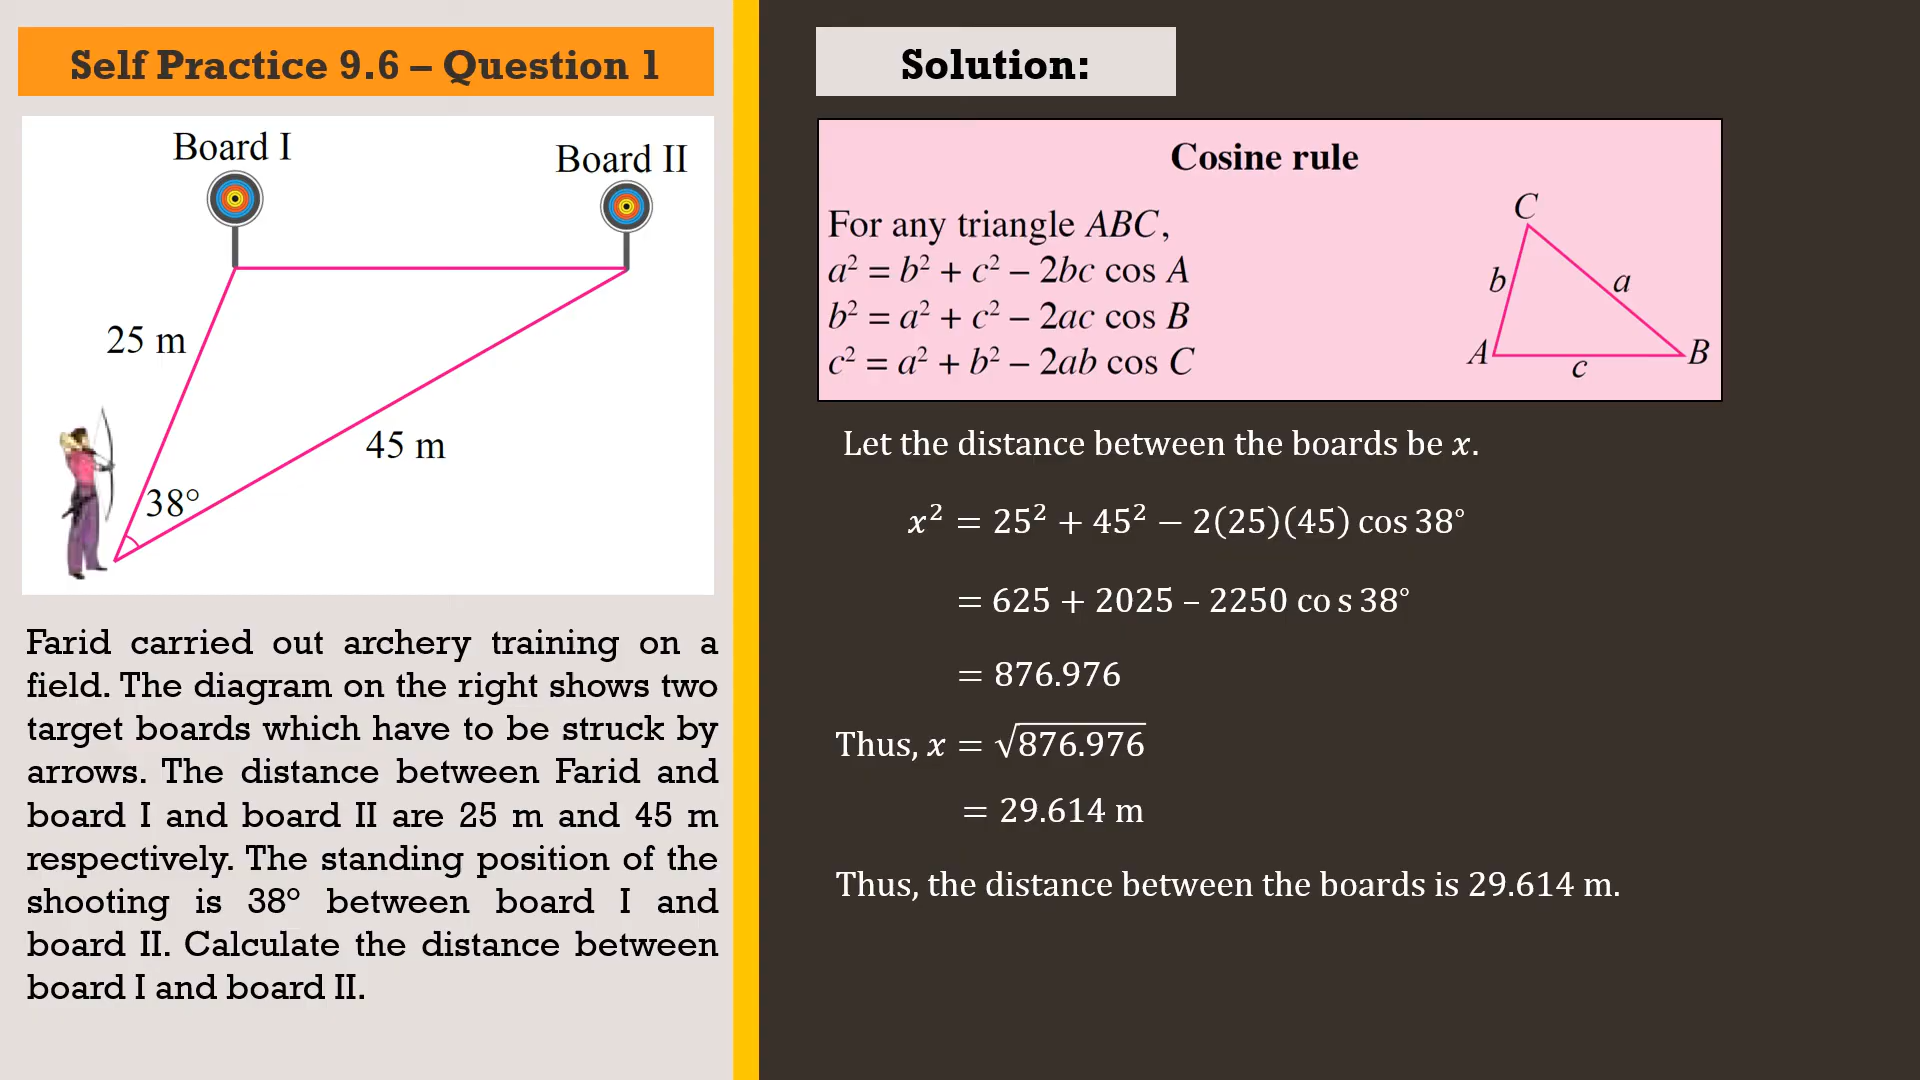 Self Practice 9.6 – Question 1
Board I
Board II
25 m
45 m
38°
Farid carried out archery training on a
field. The diagram on the right shows two
target boards which have to be struck by
arrows. The distance between Farid and
board I and board II are 25 m and 45 m
respectively. The standing position of the
shooting is 38° between board I and
board II. Calculate the distance between
board I and board II.
Solution:
Cosine rule
For any triangle ABC,
a² = b² + c² – 2bc cos A
b² = a² + c² – 2ac cos B
c² = a² + b² – 2ab cos C
C
b
a
A
B
c
Let the distance between the boards be x.
x² = 25² + 45² − 2(25)(45) cos 38°
= 625 + 2025 – 2250 co s 38°
= 876.976
Thus, x = √876.976
= 29.614 m
Thus, the distance between the boards is 29.614 m.